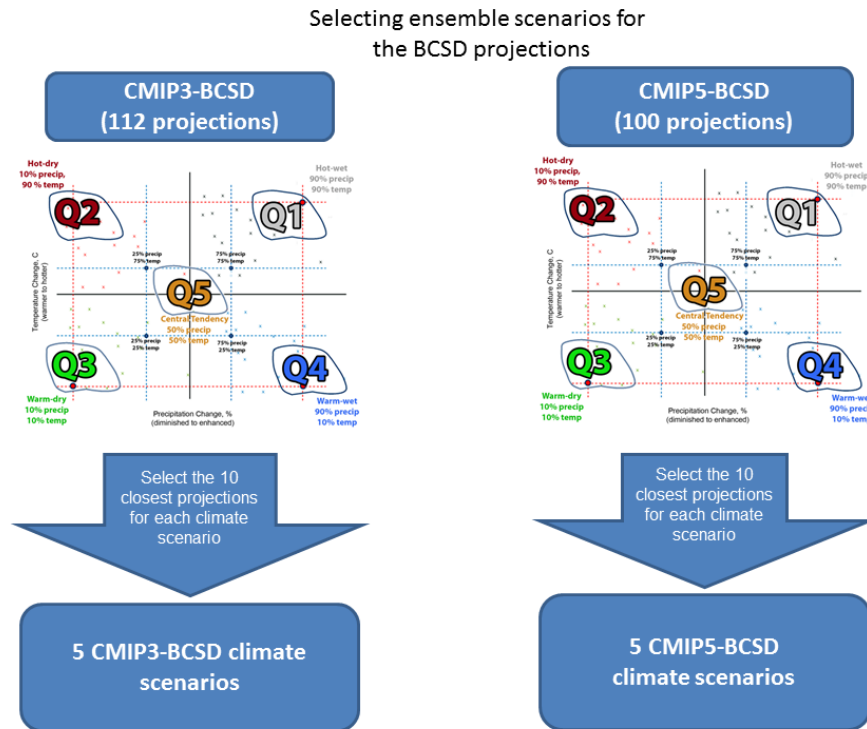 Selecting ensemble scenarios for
the BCSD projections
CMIP3-BCSD
(112 projections)
Hot-dry
10% precip,
90 % temp
Hot-wet
90% precip
90% temp
Q2
Q1
25% precip
75% temp
75% precip
75% temp
Q5
Central Tendency
50% precip
50% temp
25% precip
25% temp
75% precip
25% temp
Q3
Q4
Temperature Change, C
(warmer to hotter)
Warm-dry
10% precip
10% temp
Precipitation Change, %
(diminished to enhanced)
Warm-wet
90% precip
10% temp
Select the 10
closest projections
for each climate
scenario
5 CMIP3-BCSD climate
scenarios
CMIP5-BCSD
(100 projections)
Hot-dry
10% precip,
90 % temp
Hot-wet
90% precip
90% temp
Q2
Q1
25% precip
75% temp
75% precip
75% temp
Q5
Central Tendency
50% precip
50% temp
25% precip
25% temp
75% precip
25% temp
Q3
Q4
Temperature Change, C
(warmer to hotter)
Warm-dry
10% precip
10% temp
Precipitation Change, %
(diminished to enhanced)
Warm-wet
90% precip
10% temp
Select the 10
closest projections
for each climate
scenario
5 CMIP5-BCSD
climate scenarios